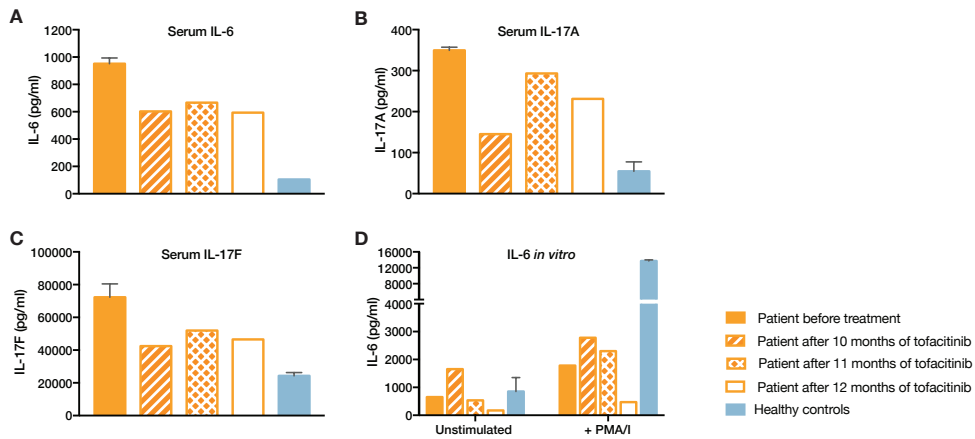 A
Serum IL-6
IL-6 (pg/ml)
1200
1000
800
600
400
200
0
B
Serum IL-17A
IL-17A (pg/ml)
400
300
200
100
0
C
Serum IL-17F
IL-17F (pg/ml)
100000
80000
60000
40000
20000
0
D
IL-6 in vitro
IL-6 (pg/ml)
16000
12000
4000
3000
2000
1000
0
Unstimulated
+ PMA/I
Patient before treatment
Patient after 10 months of tofacitinib
Patient after 11 months of tofacitinib
Patient after 12 months of tofacitinib
Healthy controls